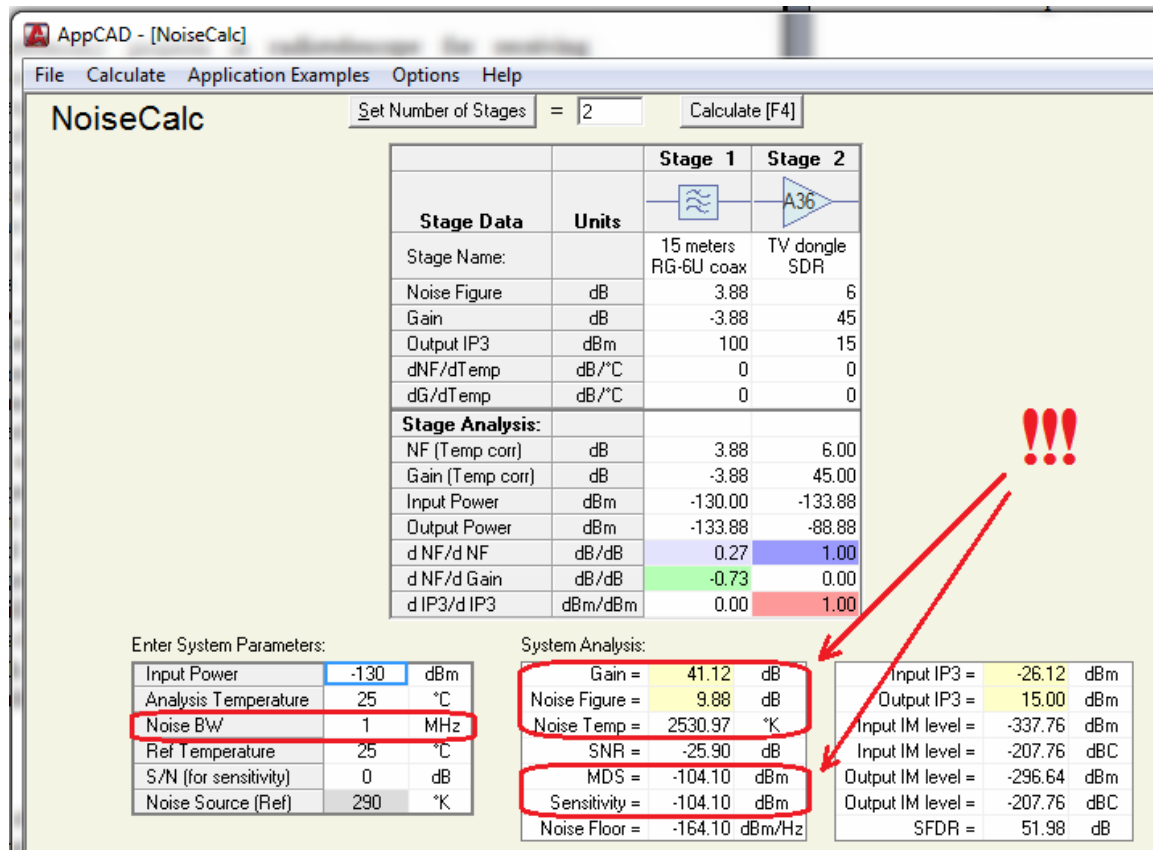 AppCAD - [NoiseCalc]
File Calculate Application Examples Options Help
NoiseCalc
Set Number of Stages = 2 Calculate [F4]
Stage 1 Stage 2
A36
Stage Data Units
Stage Name: 15 meters RG-6U coax TV dongle SDR
Noise Figure dB 3.88 6
Gain dB -3.88 45
Output IP3 dBm 100 15
dNF/dTemp dB/°C 0 0
dG/dTemp dB/°C 0 0
Stage Analysis:
NF (Temp corr) dB 3.88 6.00
Gain (Temp corr) dB -3.88 45.00
Input Power dBm -130.00 -133.88
Output Power dBm -133.88 -88.88
d NF/d NF dB/dB 0.27 1.00
d NF/d Gain dB/dB -0.73 0.00
d IP3/d IP3 dBm/dBm 0.00 1.00
!!!
Enter System Parameters:
Input Power -130 dBm
Analysis Temperature 25 °C
Noise BW 1 MHz
Ref Temperature 25 °C
S/N (for sensitivity) 0 dB
Noise Source (Ref) 290 °K
System Analysis:
Gain = 41.12 dB
Noise Figure = 9.88 dB
Noise Temp = 2530.97 °K
SNR = -25.90 dB
MDS = -104.10 dBm
Sensitivity = -104.10 dBm
Noise Floor = -164.10 dBm/Hz
Input IP3 = -26.12 dBm
Output IP3 = 15.00 dBm
Input IM level = -337.76 dBm
Input IM level = -207.76 dBC
Output IM level = -296.64 dBm
Output IM level = -207.76 dBC
SFDR = 51.98 dB